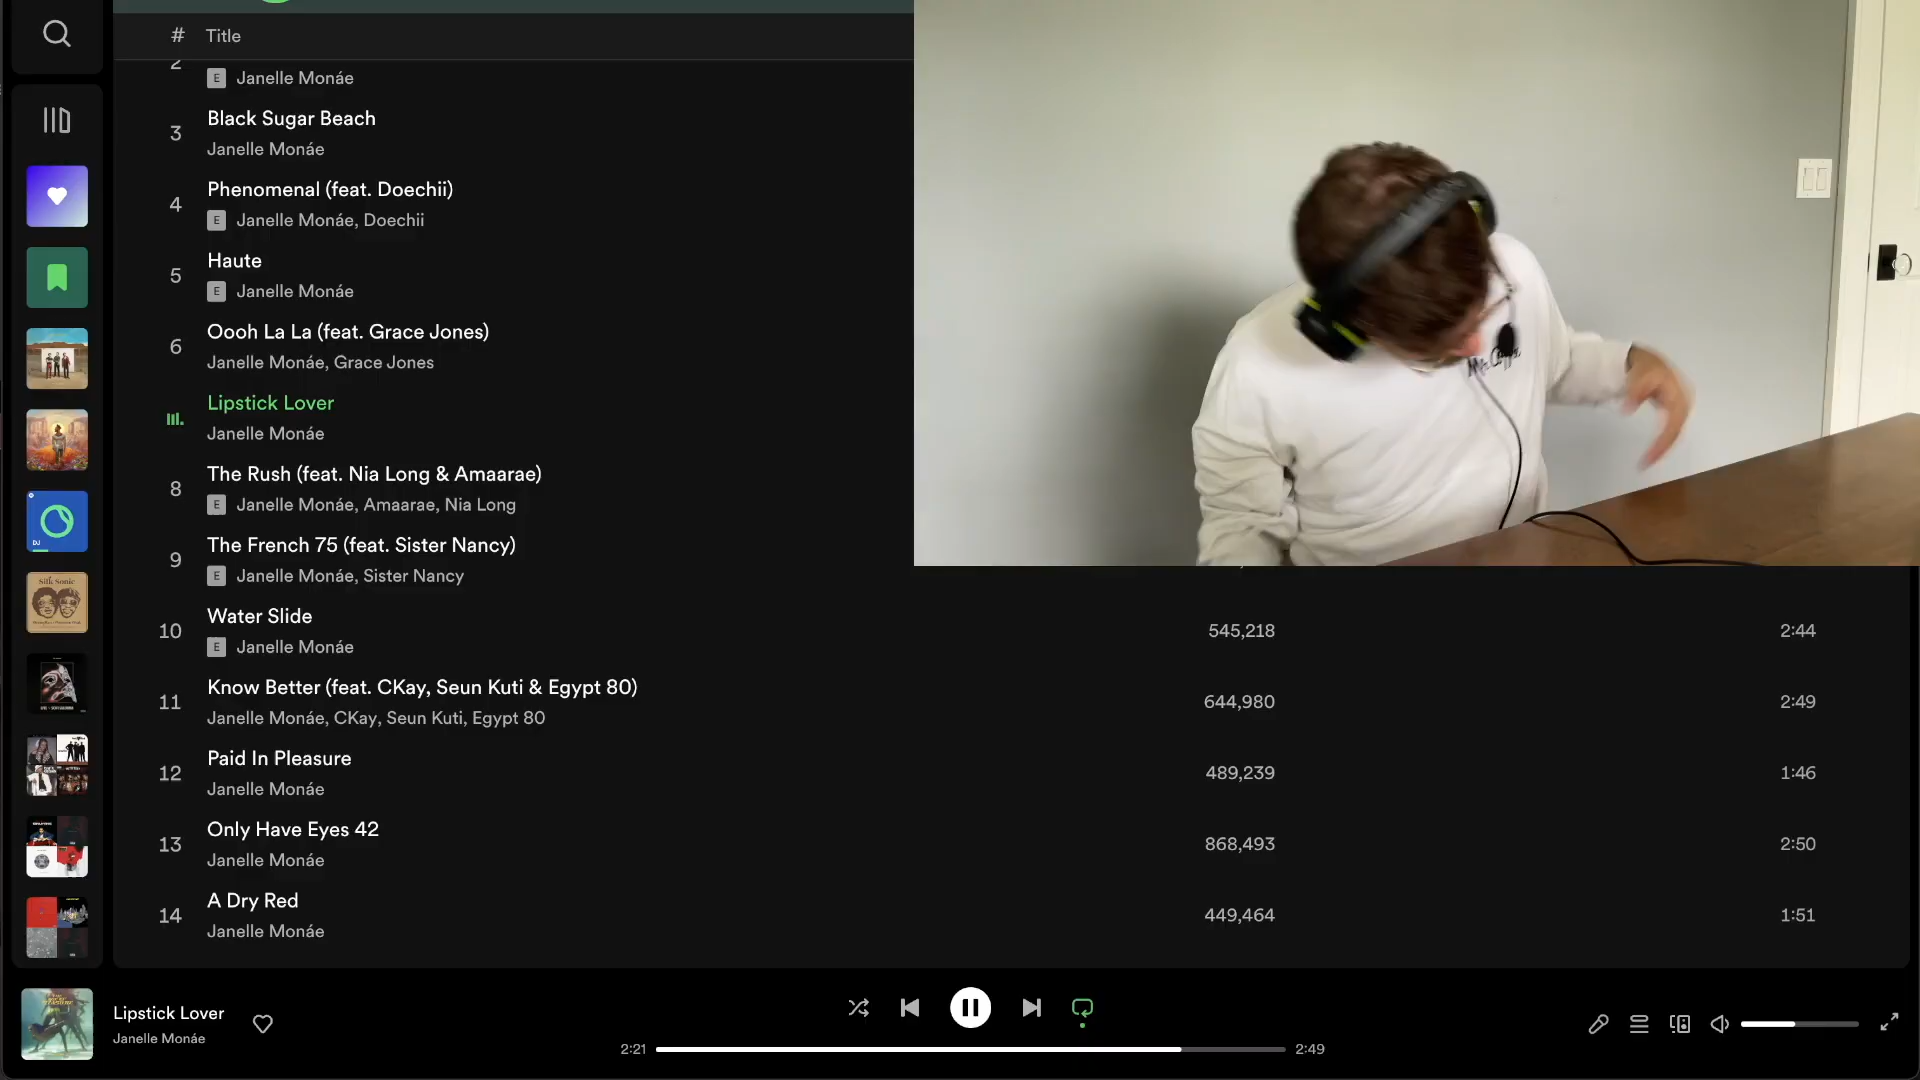 # Title
2
E Janelle Monáe
3
Black Sugar Beach
Janelle Monáe
4
Phenomenal (feat. Doechii)
E Janelle Monáe, Doechii
5
Haute
E Janelle Monáe
6
Oooh La La (feat. Grace Jones)
Janelle Monáe, Grace Jones
Lipstick Lover
Janelle Monáe
8
The Rush (feat. Nia Long & Amaarae)
E Janelle Monáe, Amaarae, Nia Long
9
The French 75 (feat. Sister Nancy)
E Janelle Monáe, Sister Nancy
10 Water Slide 545,218 2:44
E Janelle Monáe
11 Know Better (feat. CKay, Seun Kuti & Egypt 80) 644,980 2:49
Janelle Monáe, CKay, Seun Kuti, Egypt 80
12 Paid In Pleasure 489,239 1:46
Janelle Monáe
13 Only Have Eyes 42 868,493 2:50
Janelle Monáe
14 A Dry Red 449,464 1:51
Janelle Monáe
DJ
Silk Sonic
Lipstick Lover
Janelle Monáe
2:21 2:49